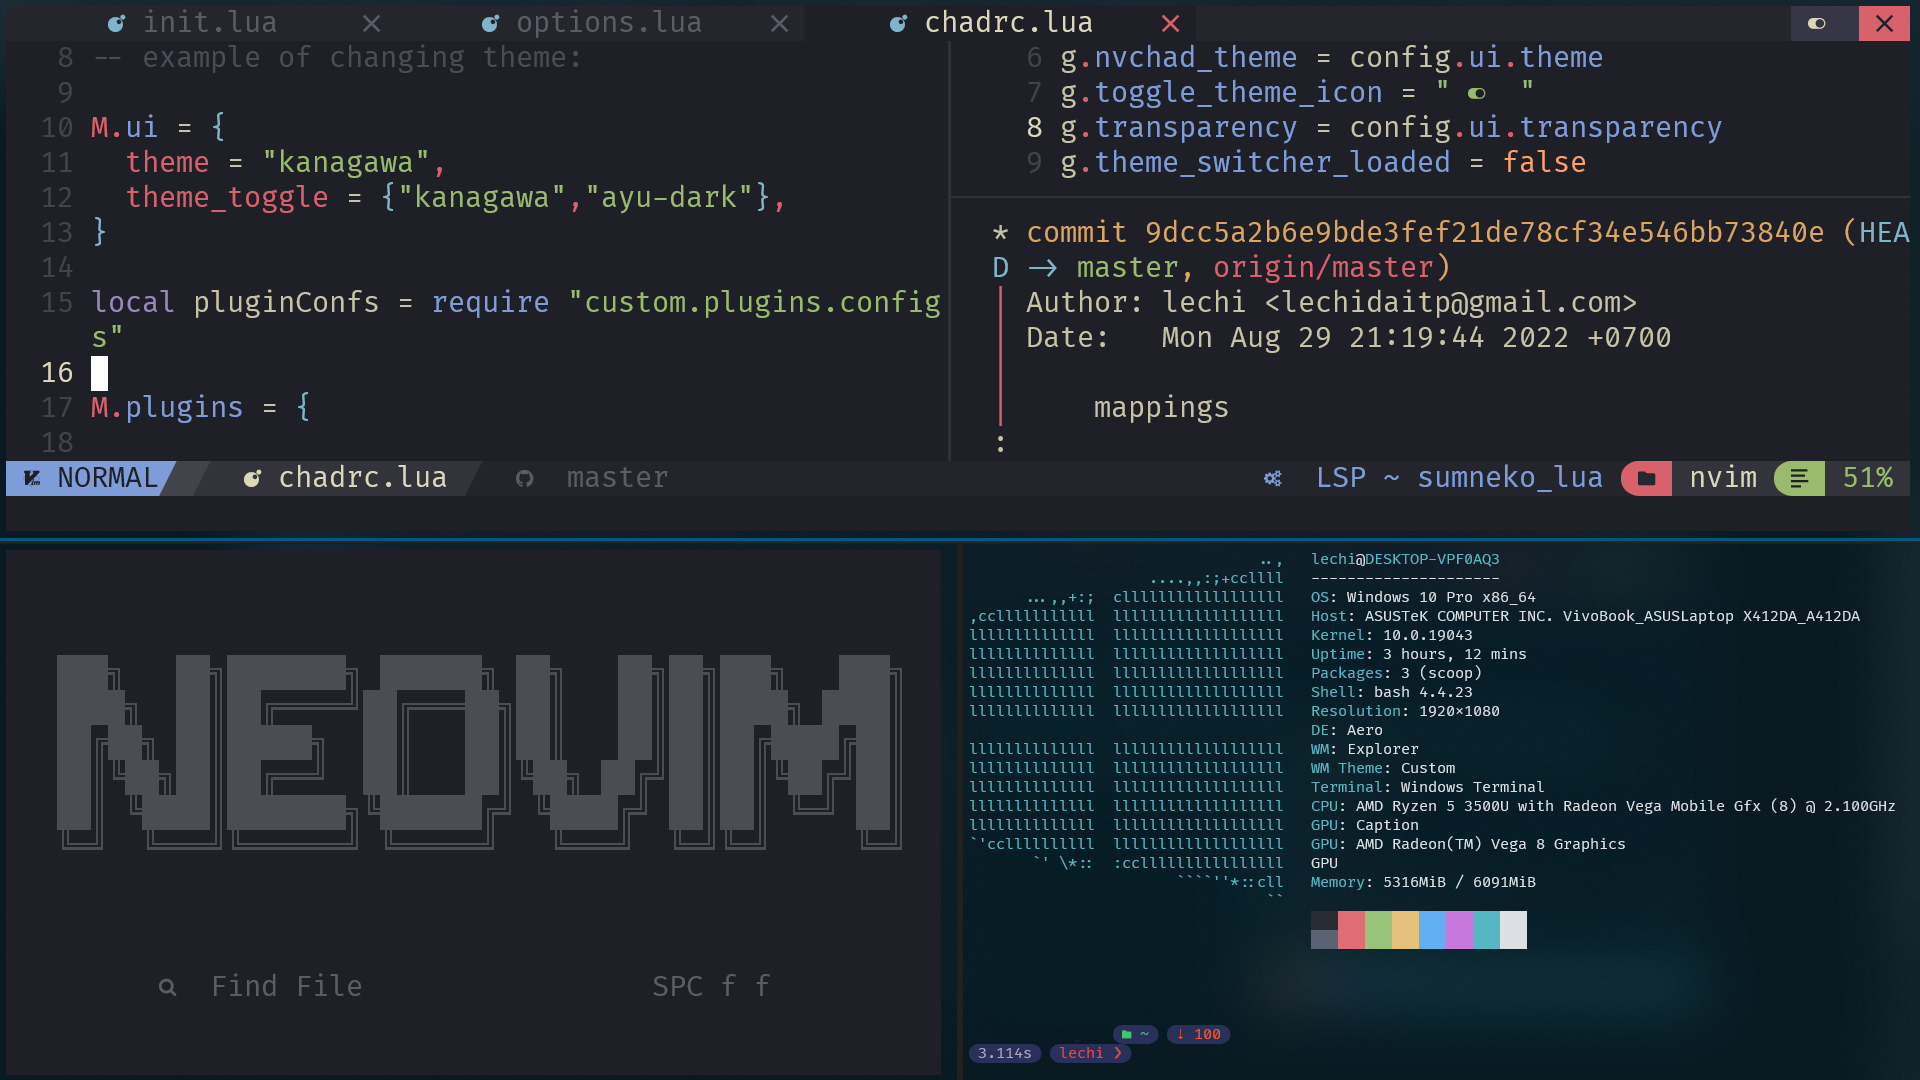 init.lua
options.lua
chadrc.lua
8 -- example of changing theme:
9
10 M.ui = {
11   theme = "kanagawa",
12   theme_toggle = {"kanagawa","ayu-dark"},
13 }
14
15 local pluginConfs = require "custom.plugins.config
s"
16
17 M.plugins = {
18
6 g.nvchad_theme = config.ui.theme
7 g.toggle_theme_icon = "   "
8 g.transparency = config.ui.transparency
9 g.theme_switcher_loaded = false
* commit 9dcc5a2b6e9bde3fef21de78cf34e546bb73840e (HEA
D -> master, origin/master)
| Author: lechi <lechidaitp@gmail.com>
| Date:   Mon Aug 29 21:19:44 2022 +0700
|
|     mappings
:
NORMAL chadrc.lua master LSP ~ sumneko_lua nvim 51%
NEOVIM
Find File SPC f f
lechi@DESKTOP-VPF0AQ3
---------------------
OS: Windows 10 Pro x86_64
Host: ASUSTeK COMPUTER INC. VivoBook_ASUSLaptop X412DA_A412DA
Kernel: 10.0.19043
Uptime: 3 hours, 12 mins
Packages: 3 (scoop)
Shell: bash 4.4.23
Resolution: 1920x1080
DE: Aero
WM: Explorer
WM Theme: Custom
Terminal: Windows Terminal
CPU: AMD Ryzen 5 3500U with Radeon Vega Mobile Gfx (8) @ 2.100GHz
GPU: Caption
GPU: AMD Radeon(TM) Vega 8 Graphics
GPU
Memory: 5316MiB / 6091MiB
~ ↓ 100
3.114s lechi ❯